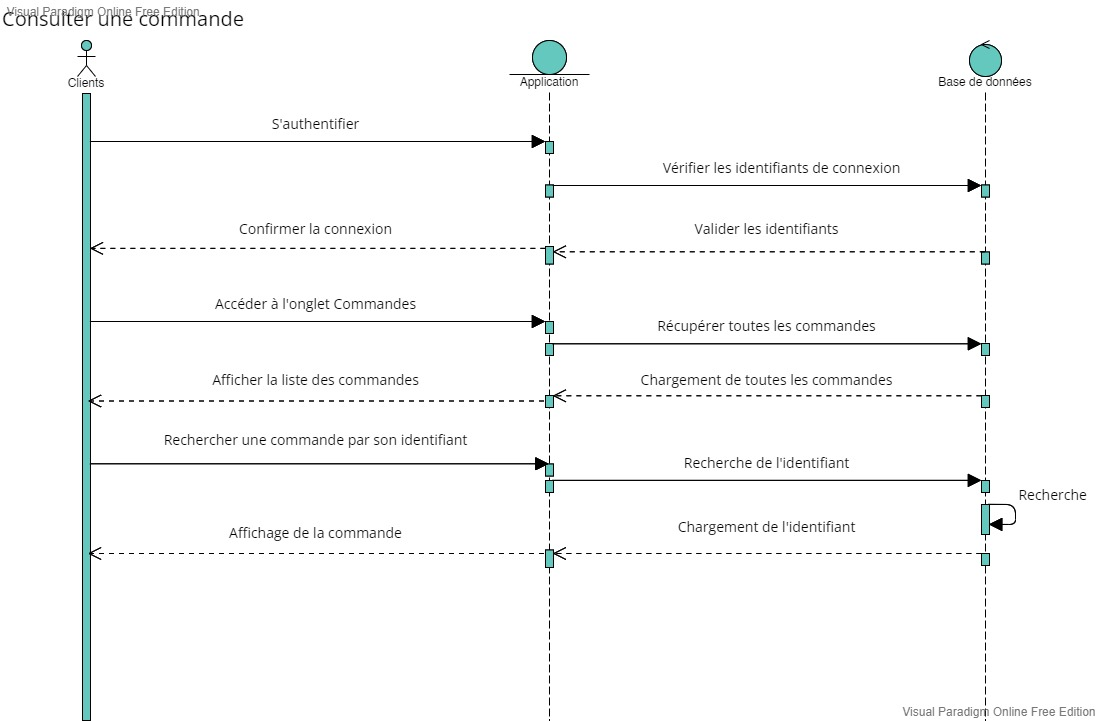 Visual Paradigm Online Free Edition
Consulter une commande
Clients
Application
Base de données
S'authentifier
Vérifier les identifiants de connexion
Confirmer la connexion
Valider les identifiants
Accéder à l'onglet Commandes
Récupérer toutes les commandes
Afficher la liste des commandes
Chargement de toutes les commandes
Rechercher une commande par son identifiant
Recherche de l'identifiant
Recherche
Affichage de la commande
Chargement de l'identifiant
Visual Paradigm Online Free Edition